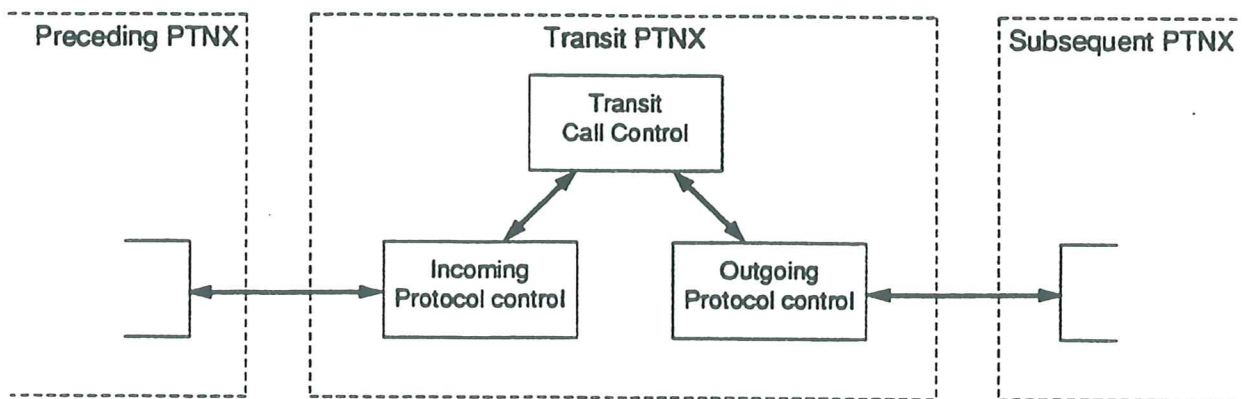 Preceding PTNX
Transit PTNX
Subsequent PTNX
Transit
Call Control
Incoming
Protocol control
Outgoing
Protocol control